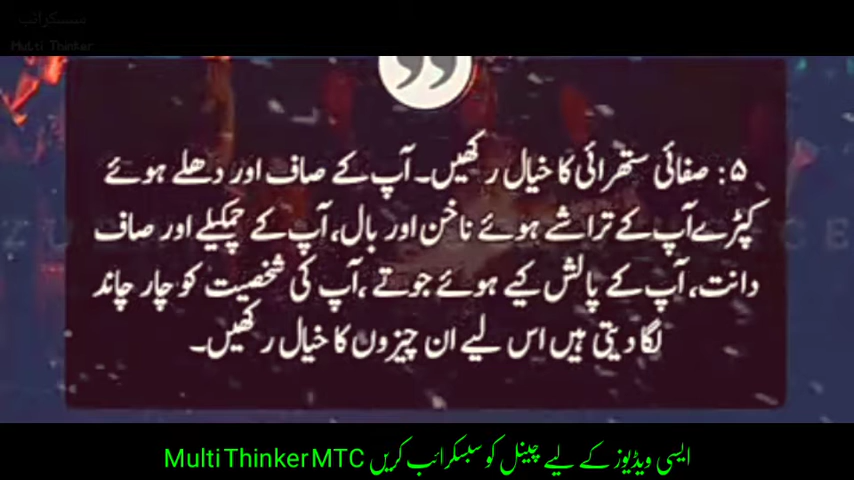 سبسکرائب
Multi Thinker
۵: صفائی ستھرائی کا خیال رکھیں۔ آپ کے صاف اور دھلے ہوئے
کپڑے آپ کے تراشے ہوئے ناخن اور بال، آپ کے چمکیلے اور صاف
دانت، آپ کے پالش کیے ہوئے جوتے ،آپ کی شخصیت کو چار چاند
لگا دیتی ہیں اس لیے ان چیزوں کا خیال رکھیں۔
ایسی ویڈیوز کے لیے چینل کو سبسکرائب کریں Multi Thinker MTC